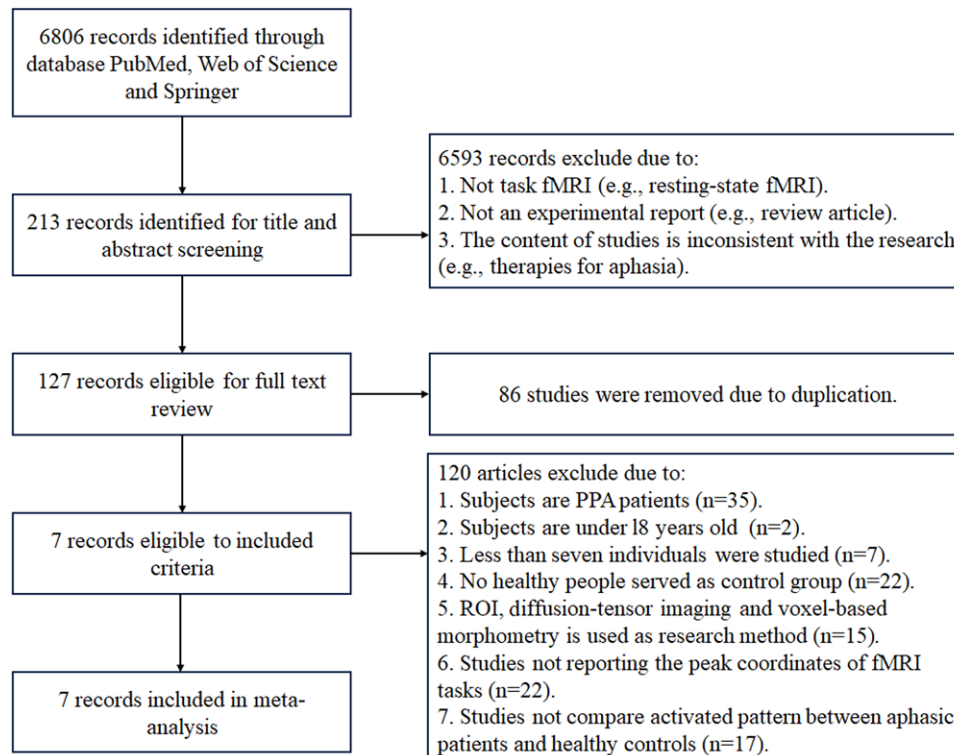 6806 records identified through
database PubMed, Web of Science
and Springer
6593 records exclude due to:
1. Not task fMRI (e.g., resting-state fMRI).
2. Not an experimental report (e.g., review article).
3. The content of studies is inconsistent with the research
(e.g., therapies for aphasia).
213 records identified for title and
abstract screening
127 records eligible for full text
review
86 studies were removed due to duplication.
120 articles exclude due to:
1. Subjects are PPA patients (n=35).
2. Subjects are under l8 years old (n=2).
3. Less than seven individuals were studied (n=7).
4. No healthy people served as control group (n=22).
5. ROI, diffusion-tensor imaging and voxel-based
morphometry is used as research method (n=15).
6. Studies not reporting the peak coordinates of fMRI
tasks (n=22).
7. Studies not compare activated pattern between aphasic
patients and healthy controls (n=17).
7 records eligible to included
criteria
7 records included in meta-
analysis